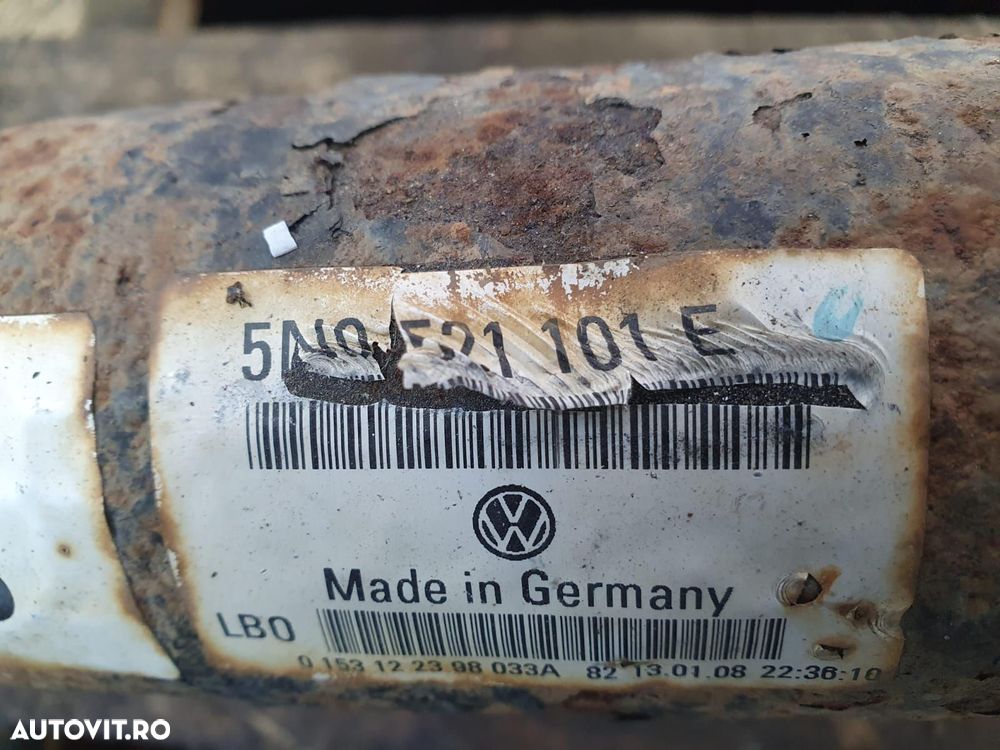 5N0 521 101 E
Made in Germany
LB0
0 153 12 23 98 033A 82 13.01.08 22:36:10
AUTOVIT.RO